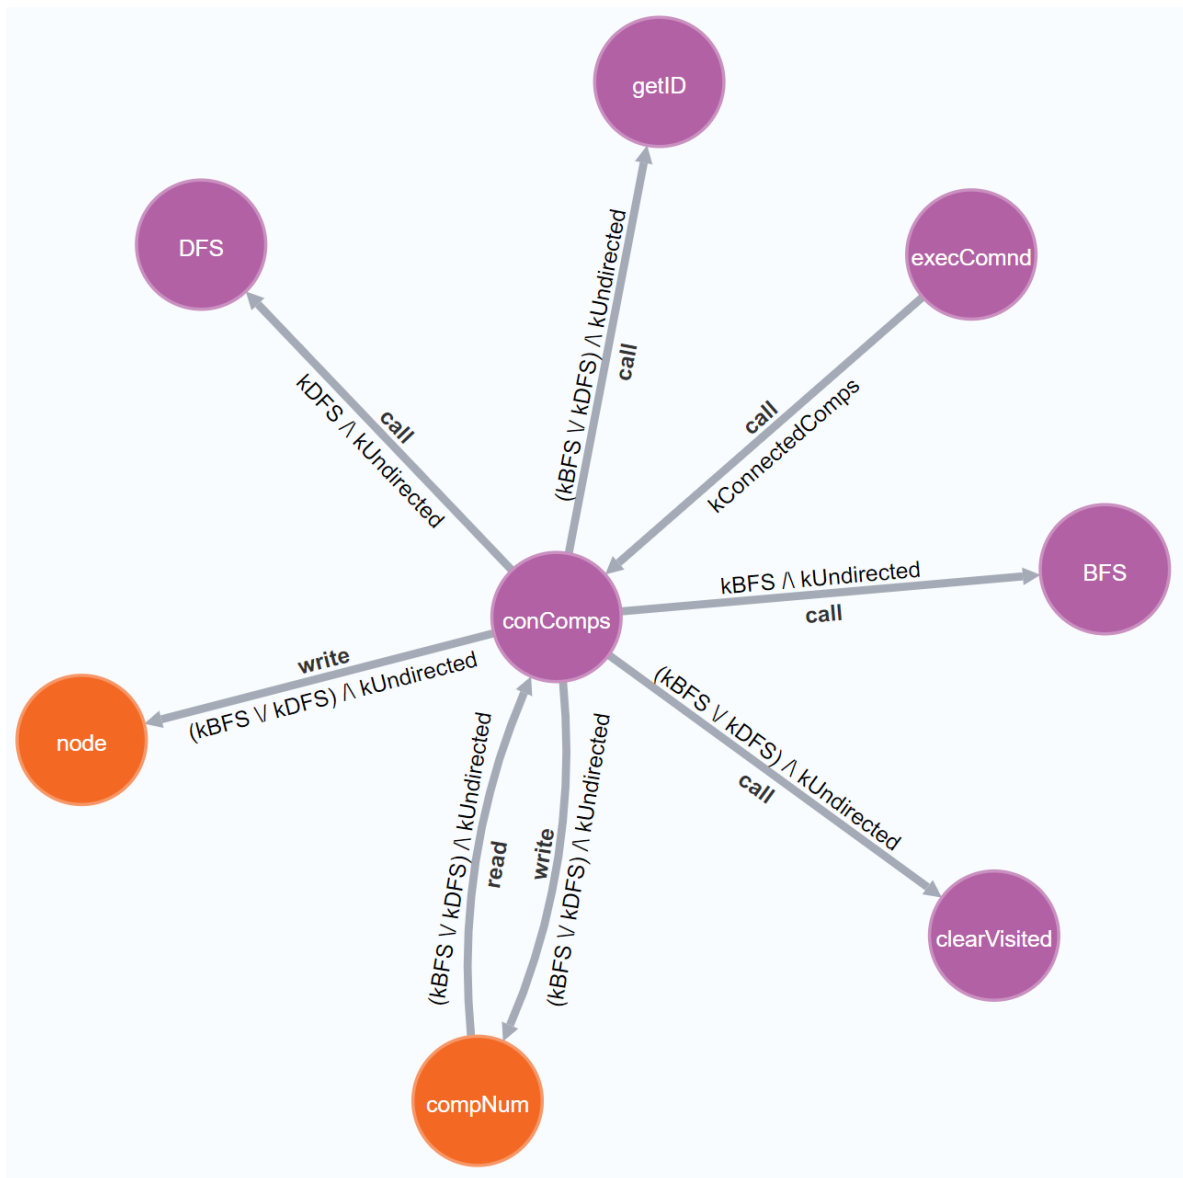 getID
DFS
execComnd
(kBFS \/ kDFS) /\ kUndirected
call
call
kDFS /\ kUndirected
call
kConnectedComps
BFS
kBFS /\ kUndirected
call
conComps
write
(kBFS \/ kDFS) /\ kUndirected
node
(kBFS \/ kDFS) /\ kUndirected
call
(kBFS \/ kDFS) /\ kUndirected
read
write
(kBFS \/ kDFS) /\ kUndirected
clearVisited
compNum